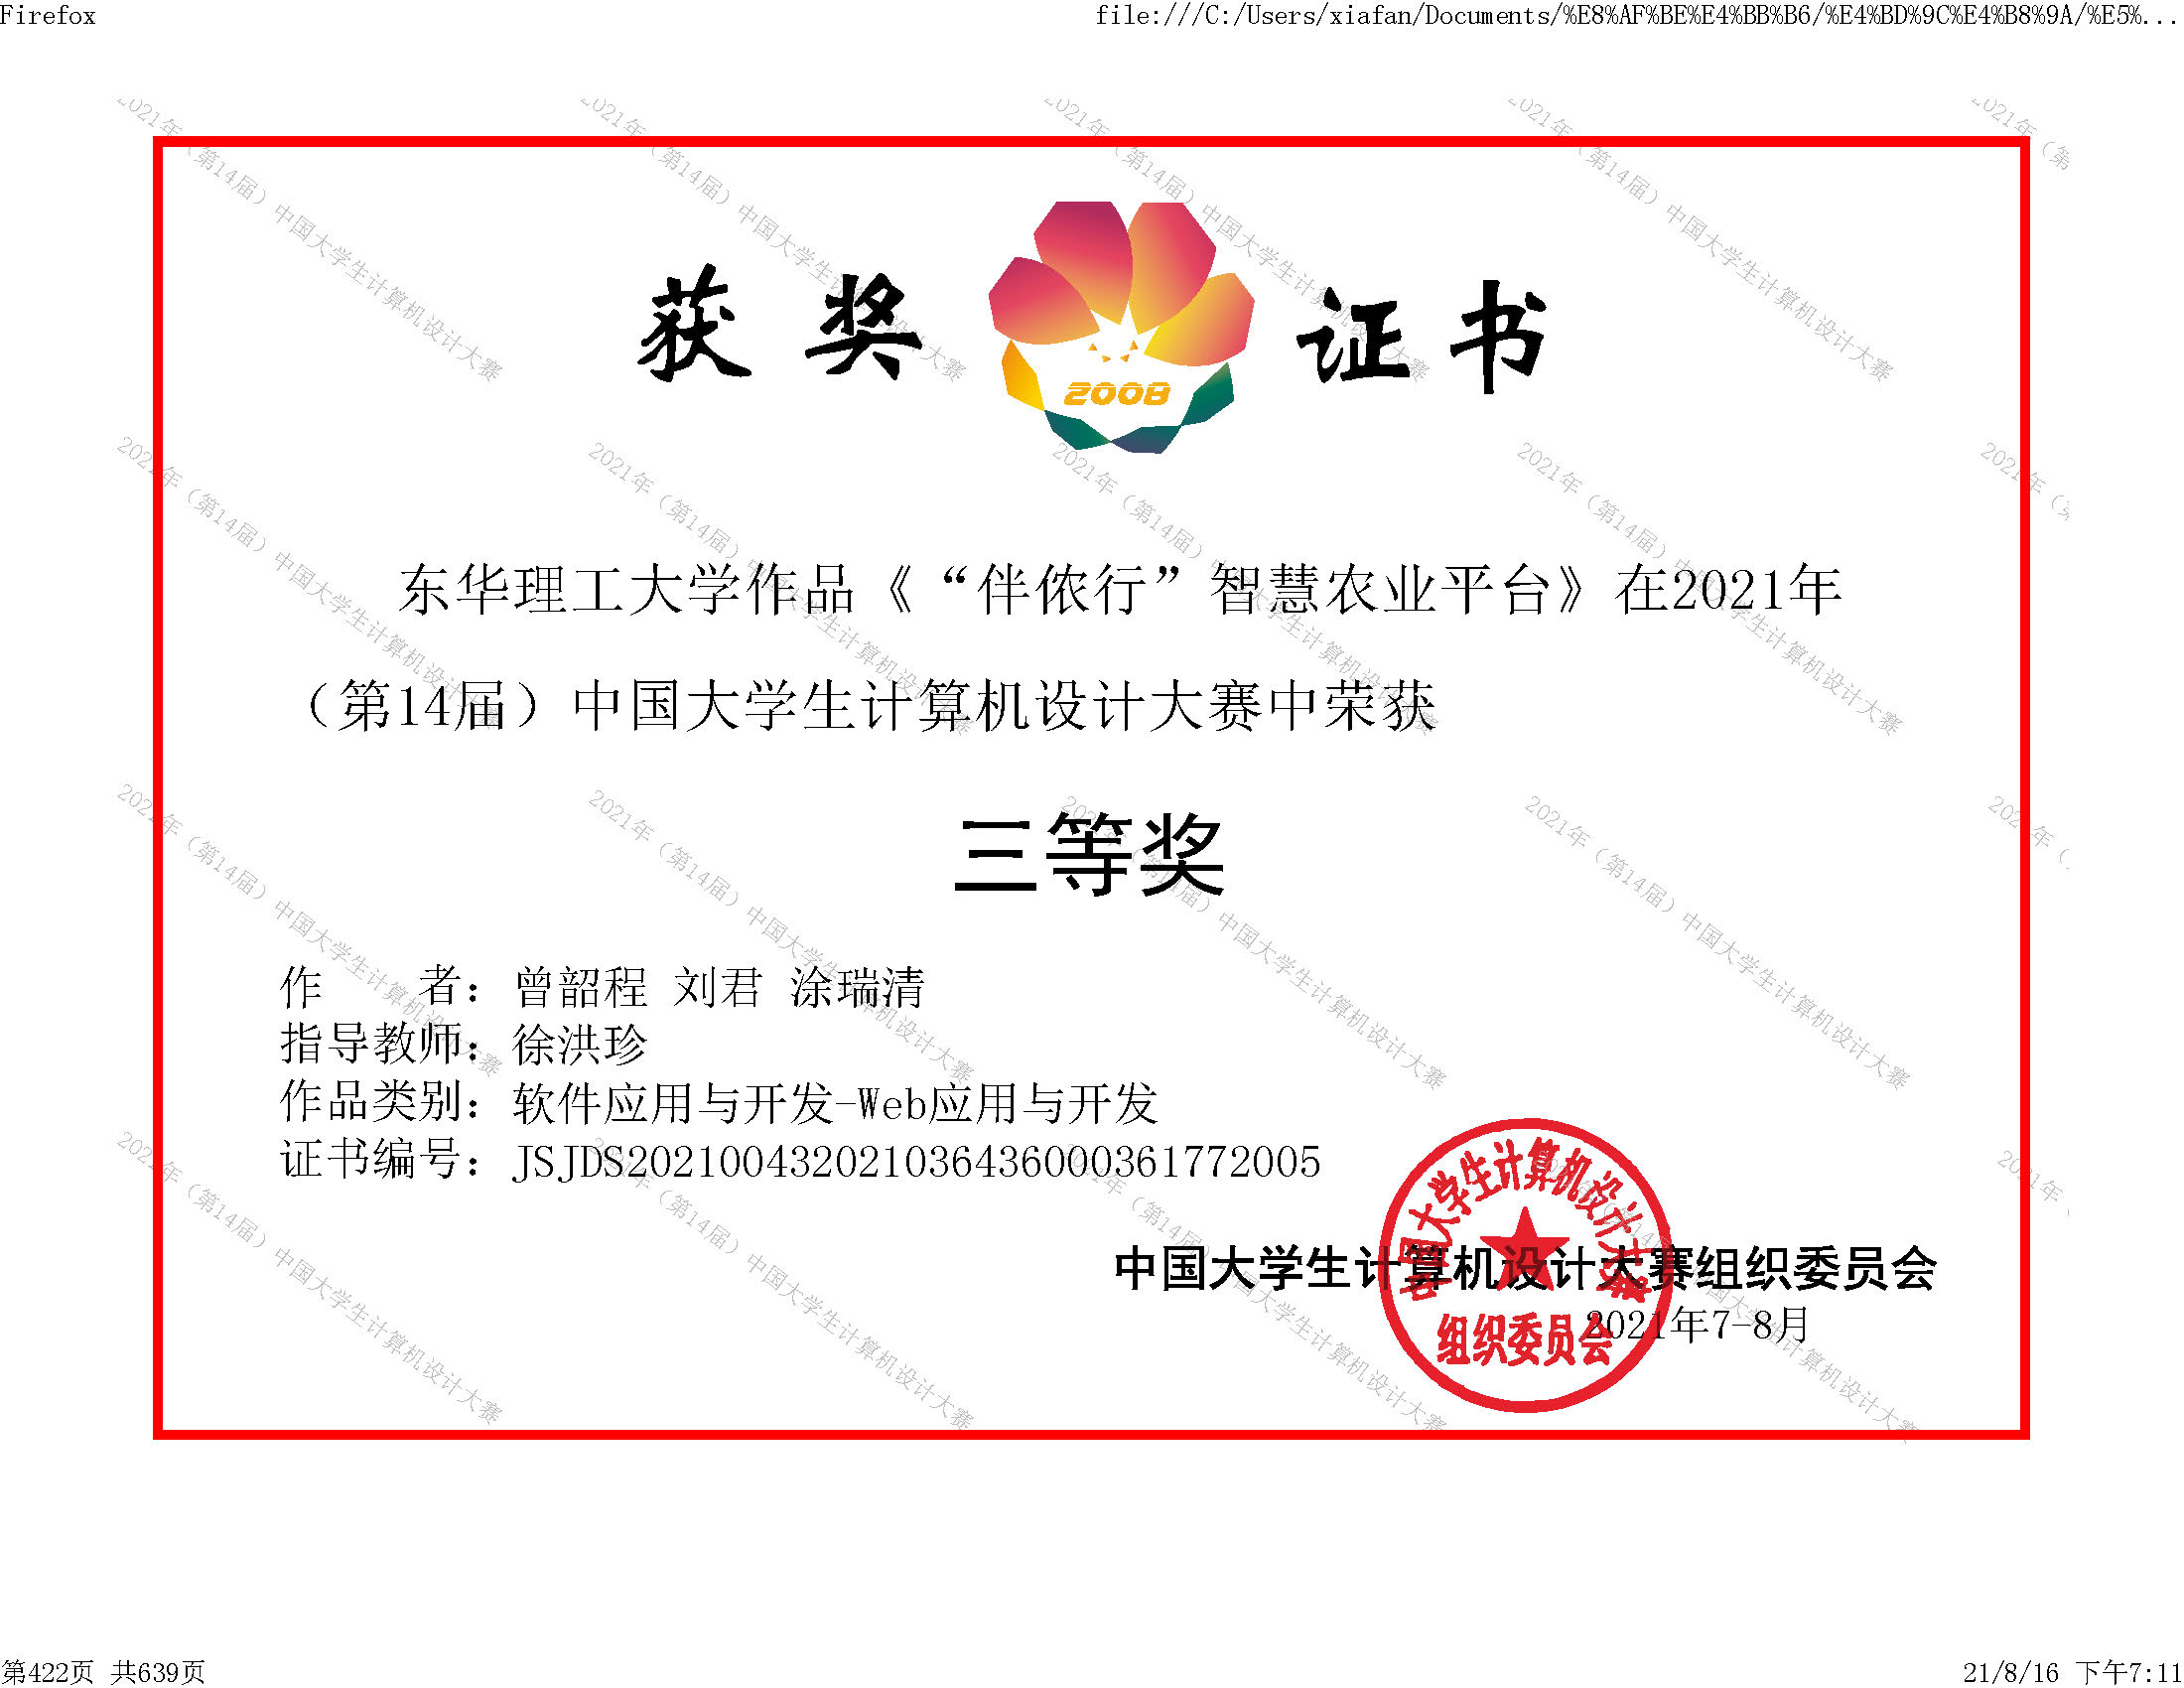 Firefox
file:///C:/Users/xiafan/Documents/%E8%AF%BE%E4%BB%B6/%E4%BD%9C%E4%B8%9A/%E5%...
获奖 证书
2008
东华理工大学作品《“伴侬行”智慧农业平台》在2021年
（第14届）中国大学生计算机设计大赛中荣获
三等奖
作 者：曾韶程 刘君 涂瑞清
指导教师：徐洪珍
作品类别：软件应用与开发-Web应用与开发
证书编号：JSJDS202100432021036436000361772005
中国大学生计算机设计大赛组织委员会
2021年7-8月
中国大学生计算机设计大赛
组织委员会
2021年（第14届）中国大学生计算机设计大赛
第422页 共639页
21/8/16 下午7:11